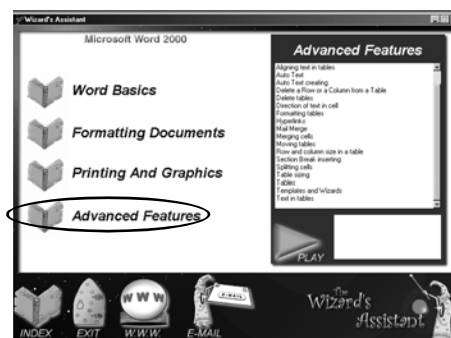 Wizard's Assistant
Microsoft Word 2000
Word Basics
Formatting Documents
Printing And Graphics
Advanced Features
Advanced Features
Aligning text in tables
Auto Text
Auto Text creating
Delete a Row or a Column from a Table
Delete tables
Direction of text in cell
Formatting tables
Hyperlinks
Mail Merge
Merging cells
Moving tables
Row and column size in a table
Section Break inserting
Splitting cells
Table sizing
Tables
Templates and Wizards
Text in tables
PLAY
W W W
E-MAIL
INDEX
EXIT
W.W.W.
E-MAIL
The
Wizard's
Assistant